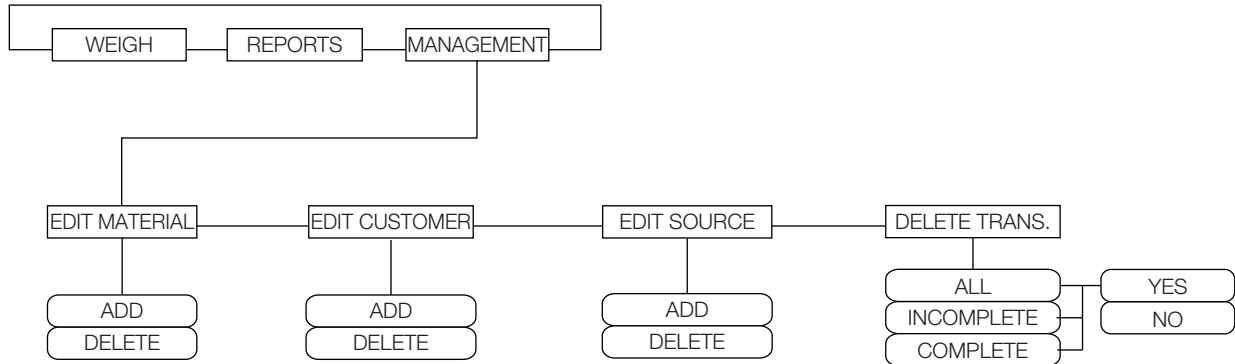 WEIGH
REPORTS
MANAGEMENT
EDIT MATERIAL
EDIT CUSTOMER
EDIT SOURCE
DELETE TRANS.
ADD
DELETE
ADD
DELETE
ADD
DELETE
ALL
INCOMPLETE
COMPLETE
YES
NO